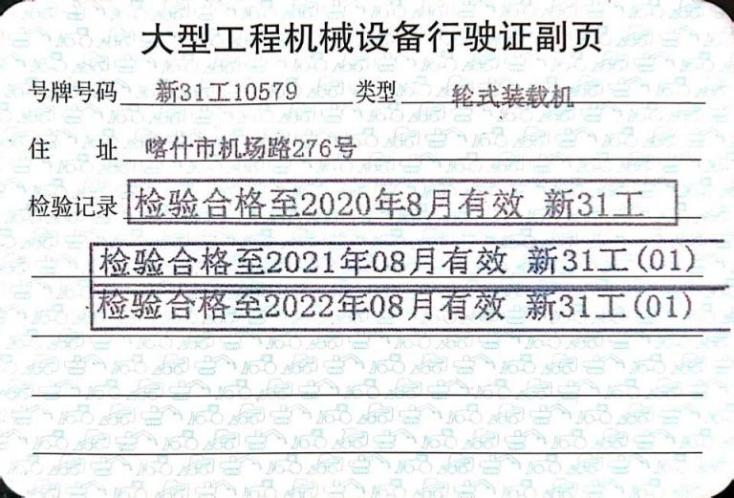 大型工程机械设备行驶证副页
号牌号码 新31工10579 类型 轮式装载机
住 址 喀什市机场路276号
检验记录 检验合格至2020年8月有效 新31工
检验合格至2021年08月有效 新31工(01)
检验合格至2022年08月有效 新31工(01)